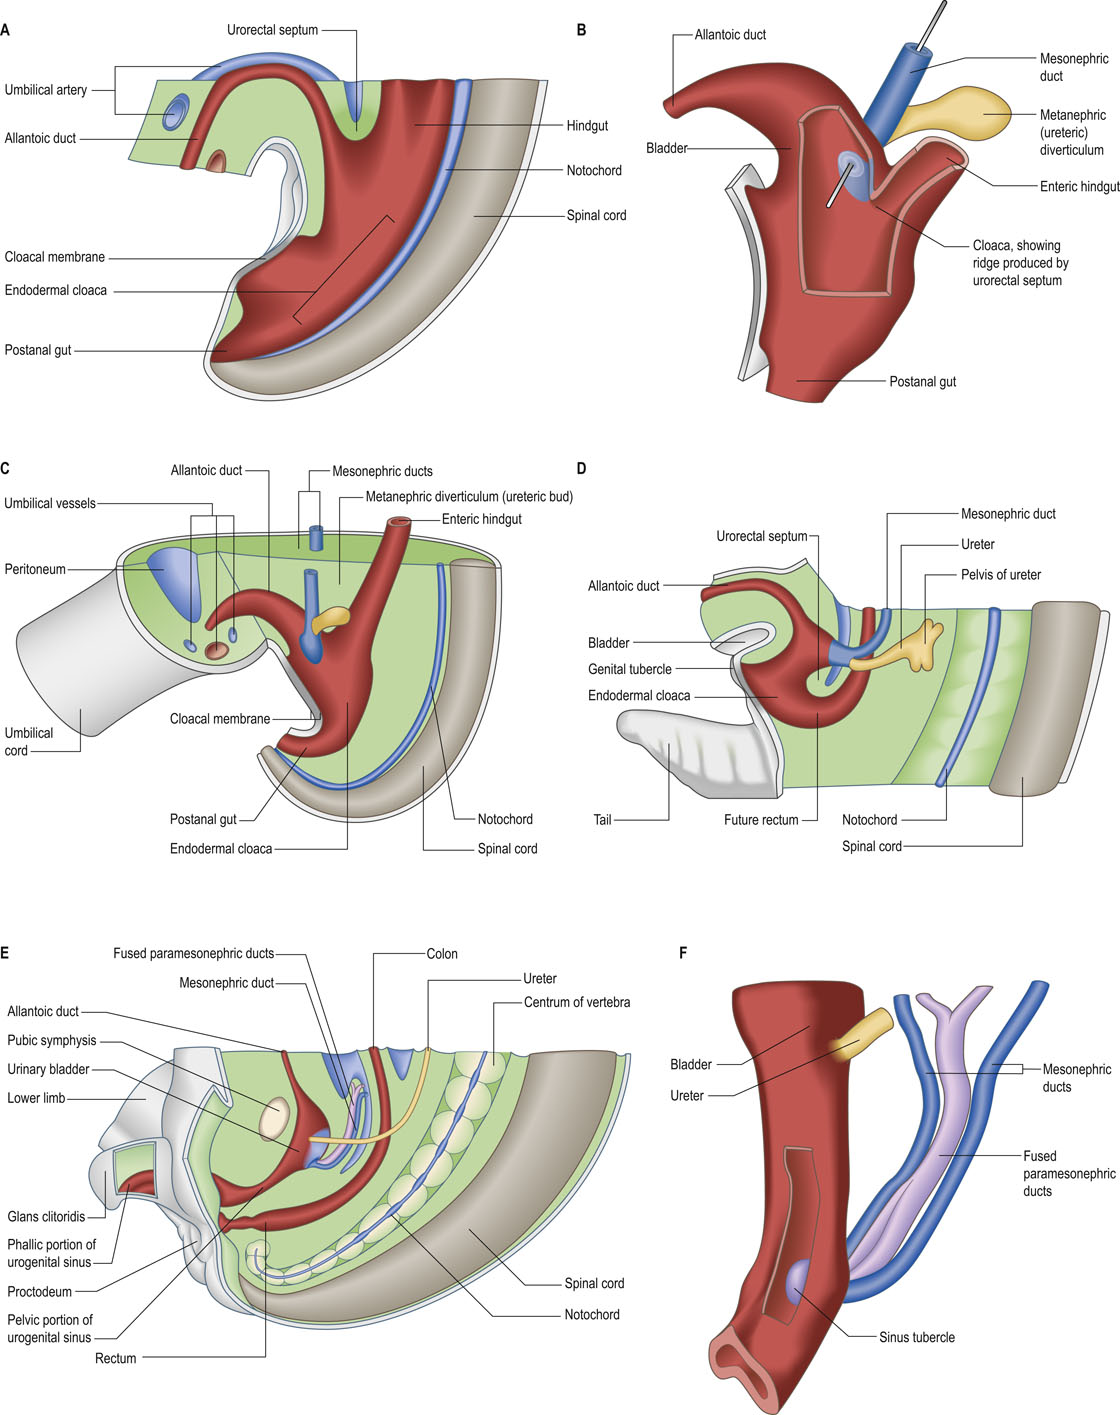 A
Urorectal septum
Umbilical artery
Allantoic duct
Hindgut
Notochord
Spinal cord
Cloacal membrane
Endodermal cloaca
Postanal gut
B
Allantoic duct
Mesonephric
duct
Metanephric
(ureteric)
diverticulum
Bladder
Enteric hindgut
Cloaca, showing
ridge produced by
urorectal septum
Postanal gut
C
Allantoic duct
Mesonephric ducts
Umbilical vessels
Metanephric diverticulum (ureteric bud)
Enteric hindgut
Peritoneum
Cloacal membrane
Umbilical
cord
Postanal gut
Notochord
Endodermal cloaca
Spinal cord
D
Mesonephric duct
Urorectal septum
Ureter
Allantoic duct
Pelvis of ureter
Bladder
Genital tubercle
Endodermal cloaca
Tail
Future rectum
Notochord
Spinal cord
E
Fused paramesonephric ducts
Colon
Mesonephric duct
Ureter
Centrum of vertebra
Allantoic duct
Pubic symphysis
Urinary bladder
Lower limb
Glans clitoridis
Phallic portion of
urogenital sinus
Proctodeum
Pelvic portion of
urogenital sinus
Rectum
Spinal cord
Notochord
F
Bladder
Ureter
Mesonephric
ducts
Fused
paramesonephric
ducts
Sinus tubercle